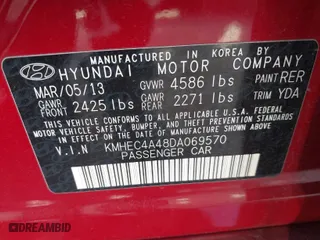 MANUFACTURED IN KOREA BY
HYUNDAI MOTOR COMPANY
MAR/05/13 GVWR 4586 lbs PAINT RER
GAWR FRONT 2425 lbs GAWR REAR 2271 lbs TRIM YDA
THIS VEHICLE CONFORMS TO ALL APPLICABLE U.S.A. FEDERAL
MOTOR VEHICLE SAFETY, BUMPER, AND THEFT PREVENTION
STANDARDS IN EFFECT ON THE DATE OF MANUFACTURE SHOWN ABOVE.
V.I.N KMHEC4A48DA069570
PASSENGER CAR
DREAMBID